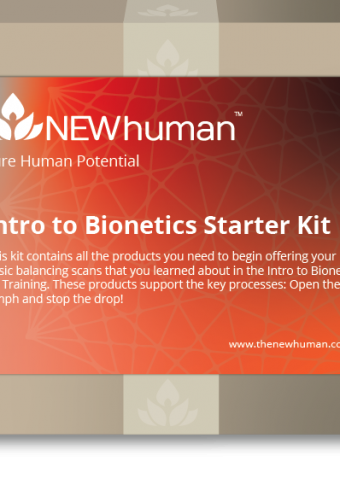 NEWhuman™
re Human Potential
ntro to Bionetics Starter Kit
is kit contains all the products you need to begin offering your
sic balancing scans that you learned about in the Intro to Bione
Training. These products support the key processes: Open the
mph and stop the drop!
www.thenewhuman.co